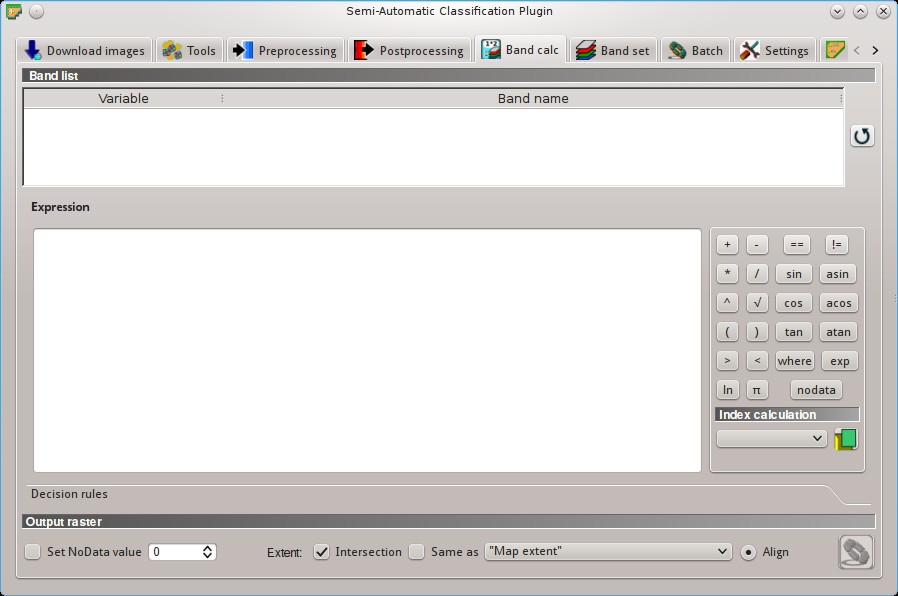 Semi-Automatic Classification Plugin
Download images Tools Preprocessing Postprocessing Band calc Band set Batch Settings
Band list
Variable Band name
Expression
+ - == !=
* / sin asin
^ √ cos acos
( ) tan atan
> < where exp
ln π nodata
Index calculation
Decision rules
Output raster
Set NoData value 0 Extent: Intersection Same as "Map extent" Align